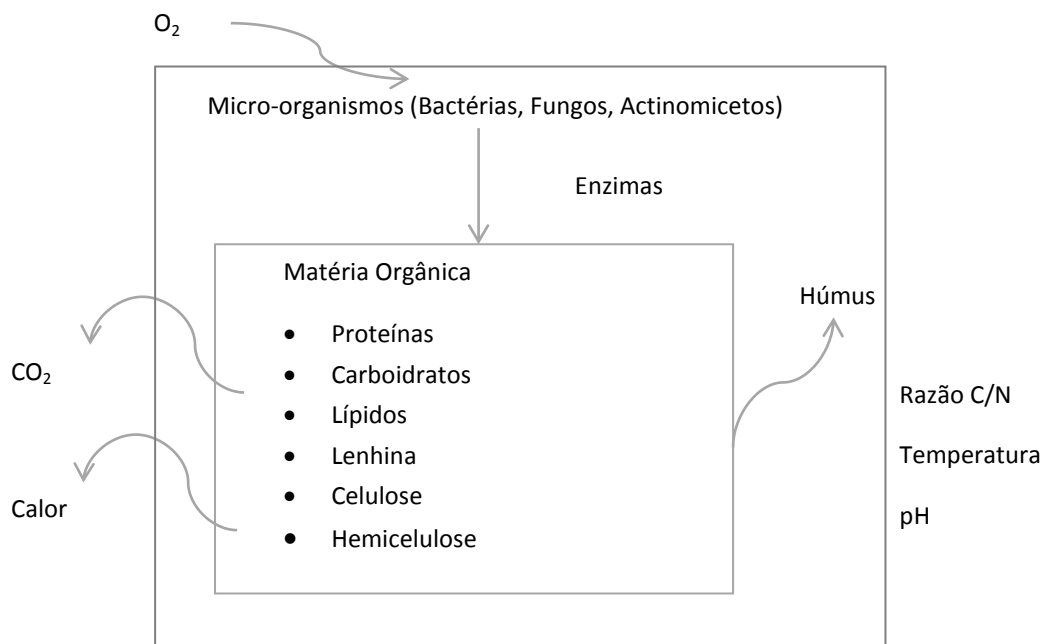 O₂
Micro-organismos (Bactérias, Fungos, Actinomicetos)
Enzimas
Matéria Orgânica
• Proteínas
• Carboidratos
• Lípidos
• Lenhina
• Celulose
• Hemicelulose
Húmus
CO₂
Calor
Razão C/N
Temperatura
pH